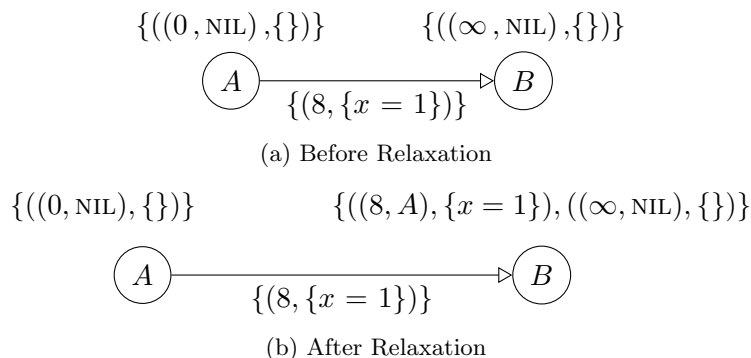 {((0, NIL), {})} {((∞, NIL), {})}
A B
{(8, {x = 1})}
(a) Before Relaxation
{((0, NIL), {})} {((8, A), {x = 1}), ((∞, NIL), {})}
A B
{(8, {x = 1})}
(b) After Relaxation